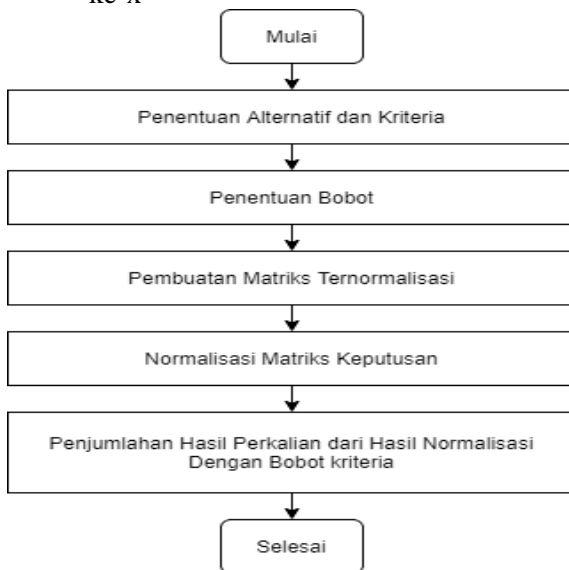 ke-x
Mulai
Penentuan Alternatif dan Kriteria
Penentuan Bobot
Pembuatan Matriks Ternormalisasi
Normalisasi Matriks Keputusan
Penjumlahan Hasil Perkalian dari Hasil Normalisasi
Dengan Bobot kriteria
Selesai